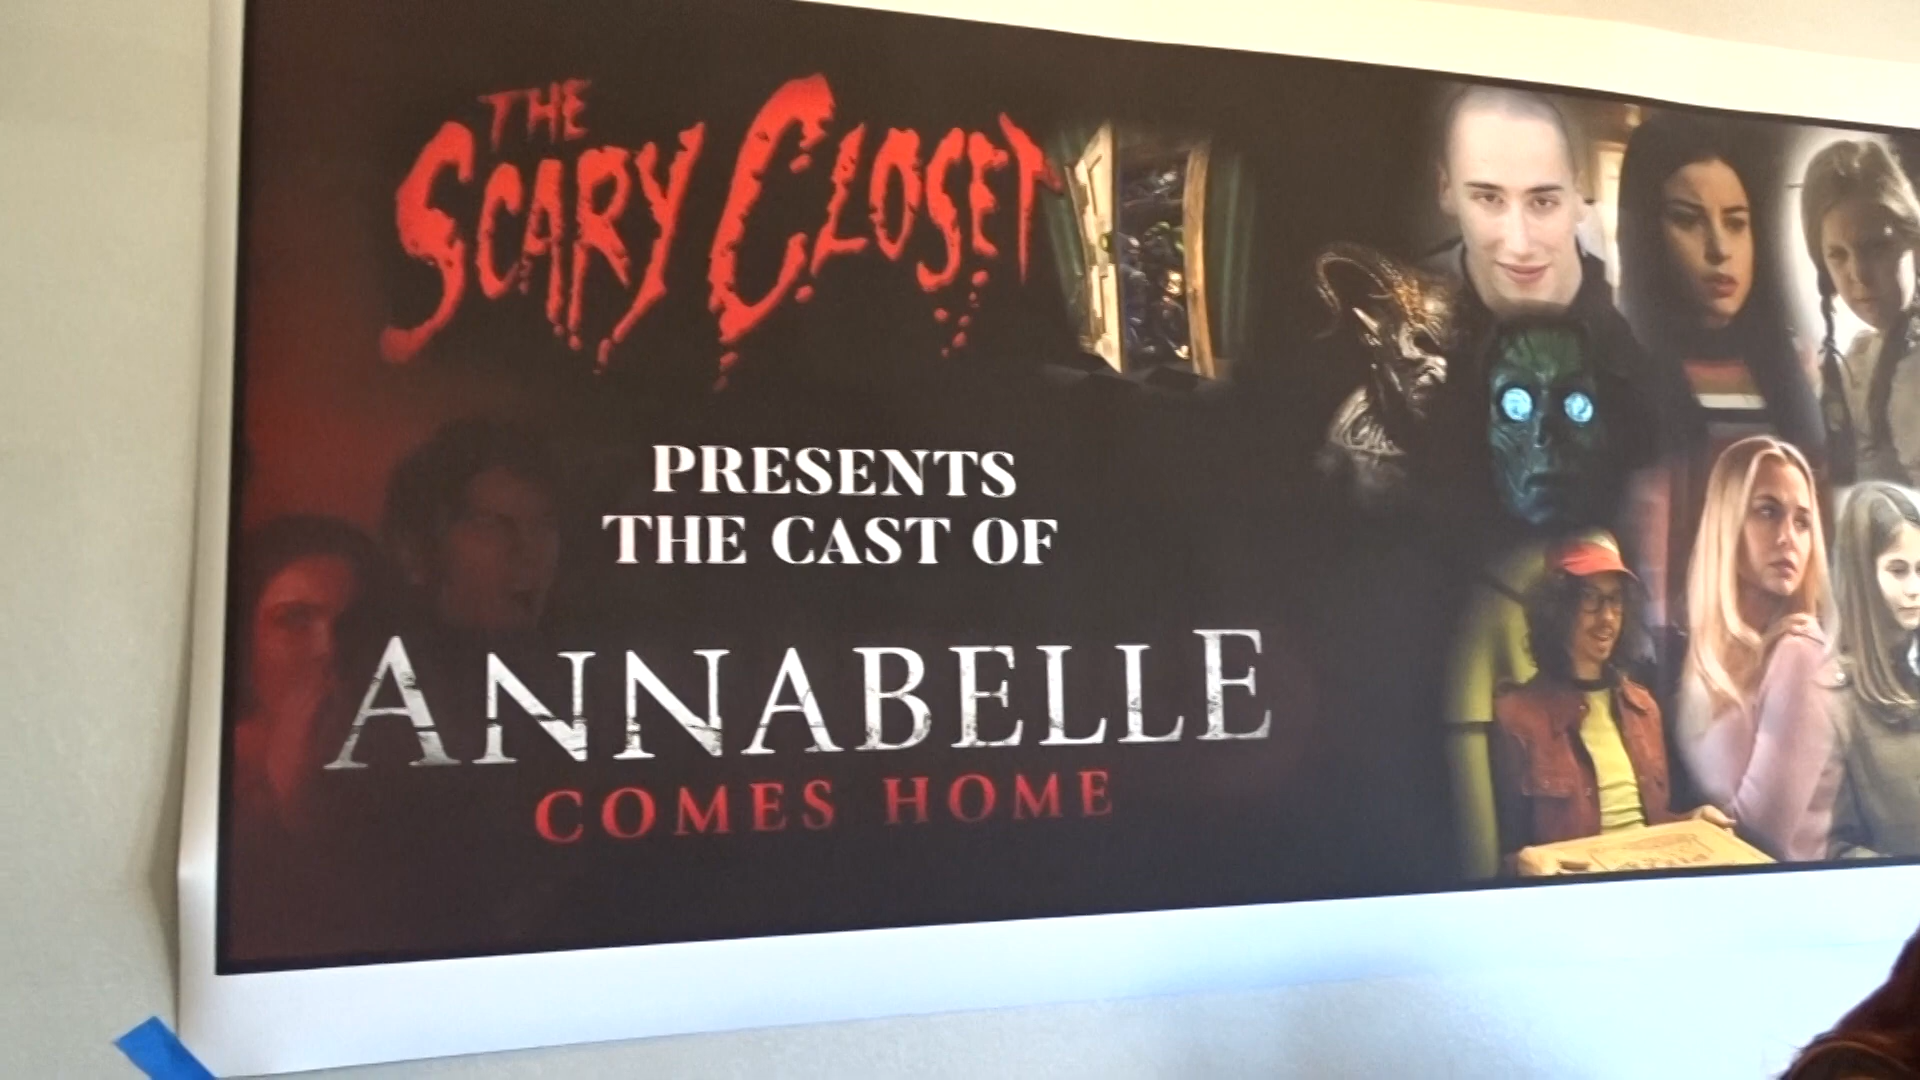 THE
SCARY CLOSET
PRESENTS
THE CAST OF
ANNABELLE
COMES HOME